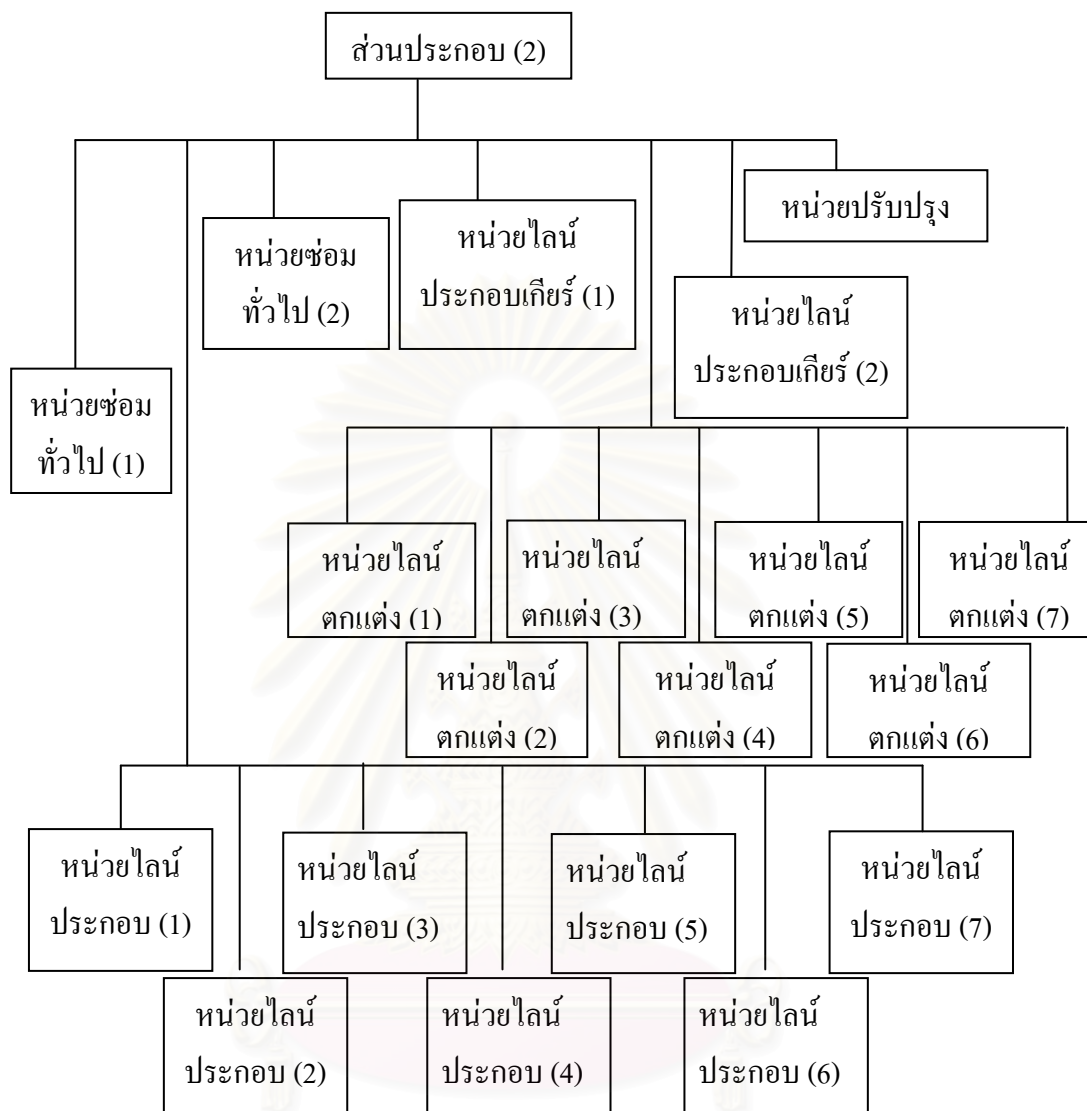 ส่วนประกอบ (2)
หน่วยปรับปรุง
หน่วยซ่อม
ทั่วไป (2)
หน่วยไลน์
ประกอบเกียร์ (1)
หน่วยไลน์
ประกอบเกียร์ (2)
หน่วยซ่อม
ทั่วไป (1)
หน่วยไลน์
ตกแต่ง (1)
หน่วยไลน์
ตกแต่ง (3)
หน่วยไลน์
ตกแต่ง (5)
หน่วยไลน์
ตกแต่ง (7)
หน่วยไลน์
ตกแต่ง (2)
หน่วยไลน์
ตกแต่ง (4)
หน่วยไลน์
ตกแต่ง (6)
หน่วยไลน์
ประกอบ (1)
หน่วยไลน์
ประกอบ (3)
หน่วยไลน์
ประกอบ (5)
หน่วยไลน์
ประกอบ (7)
หน่วยไลน์
ประกอบ (2)
หน่วยไลน์
ประกอบ (4)
หน่วยไลน์
ประกอบ (6)